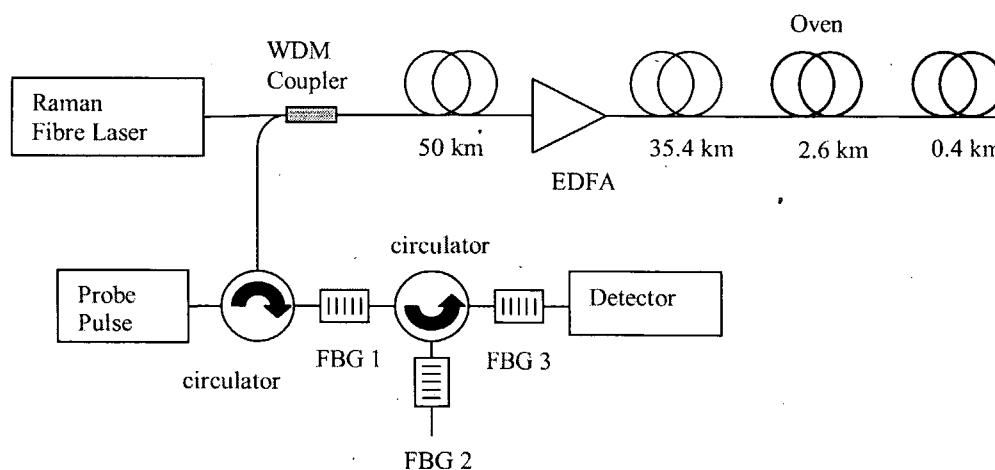 Oven
WDM
Coupler
Raman
Fibre Laser
50 km
35.4 km
2.6 km
0.4 km
EDFA
circulator
Probe
Pulse
Detector
FBG 1
FBG 3
circulator
FBG 2